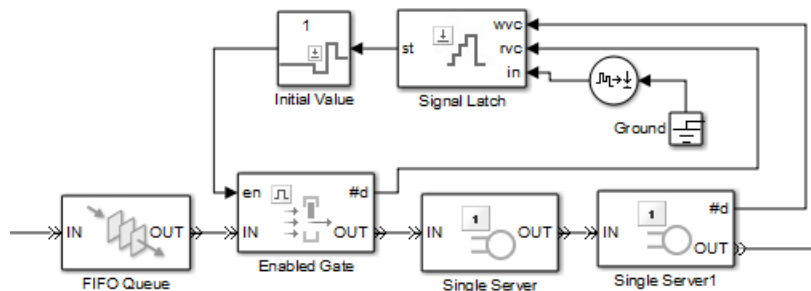 1
Initial Value
st
wvc
rvc
in
Signal Latch
Ground
en
#d
IN
OUT
Enabled Gate
IN
OUT
FIFO Queue
1
IN
OUT
Single Server
1
#d
IN
OUT
Single Server1